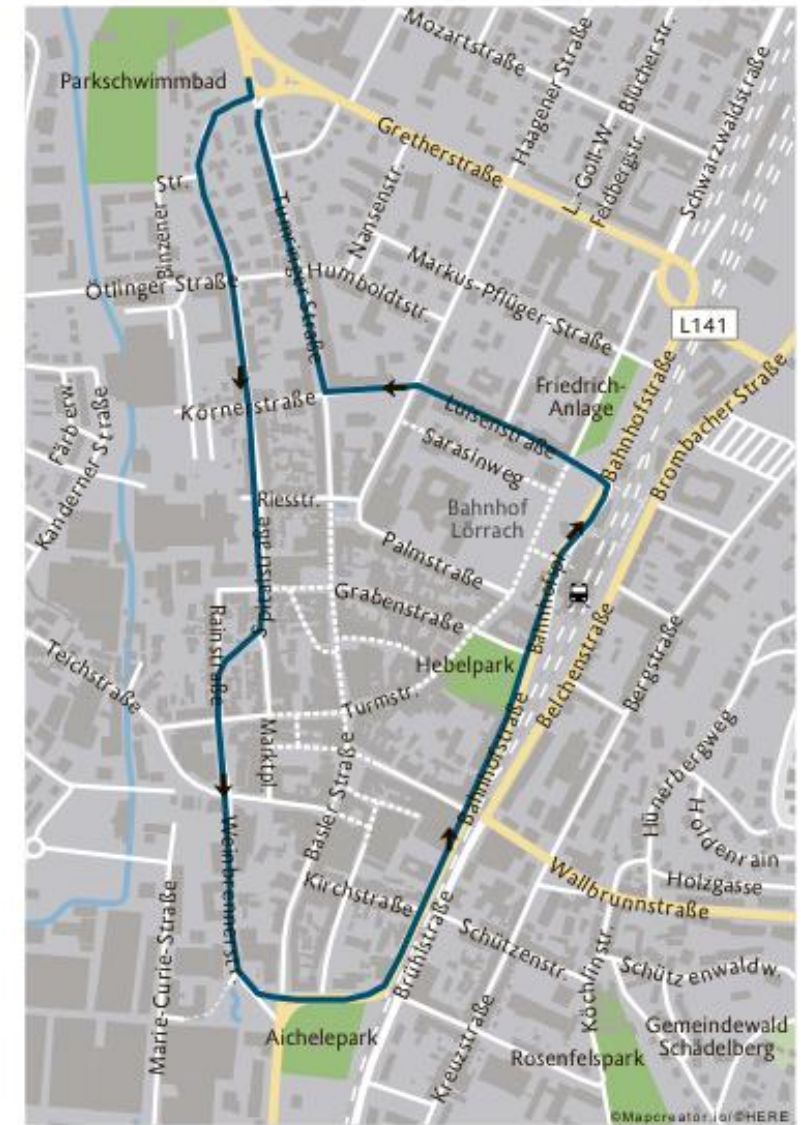 Mozartstraße
Haagener Straße
Blücherstr.
Schwarzwaldstraße
Parkschwimmbad
Gretherstraße
L.-Goll-W.
Feldbergstr.
Binzener Str.
Nansenstr.
Tumringer Straße
Ötlinger Straße
Humboldtstr.
Markus-Pflüger-Straße
L141
Friedrich-
Anlage
Bahnhofstraße
Brombacher Straße
Körnerstraße
Luisenstraße
Färberw.
Kanderner Straße
Sarasinweg
Riesstr.
Bahnhof
Lörrach
Palmstraße
Bahnhofspl.
Grabenstraße
Rainstraße
Hebelpark
Belchenstraße
Bergstraße
Teichstraße
Turmstr.
Marktpl.
Bahnhofstraße
Basler Straße
Hünerbergweg
Holdenrain
Weinbrennerstr.
Holzgasse
Wallbrunnstraße
Kirchstraße
Brühlstraße
Schützenstr.
Marie-Curie-Straße
Köchlinstr.
Schützenwaldw.
Aichelepark
Kreuzstraße
Gemeindewald
Schädelberg
Rosenfelspark
©Mapcreator.io/©HERE